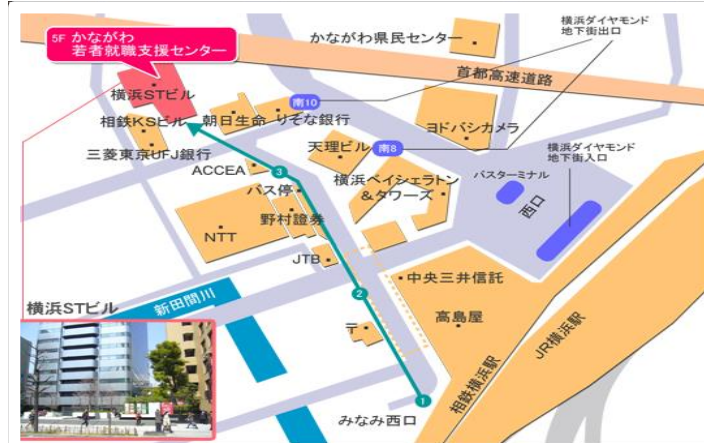 5F かながわ
若者就職支援センター
横浜STビル
相鉄KSビル
三菱東京UFJ銀行
朝日生命
りそな銀行
南10
かながわ県民センター
首都高速道路
横浜ダイヤモンド
地下街出口
ヨドバシカメラ
天理ビル
南8
横浜ダイヤモンド
地下街入口
バスターミナル
西口
横浜ベイシェラトン
&タワーズ
ACCEA
3
バス停
野村證券
NTT
JTB
2
中央三井信託
高島屋
〒
新田間川
1
みなみ西口
相鉄横浜駅
JR横浜駅
横浜STビル